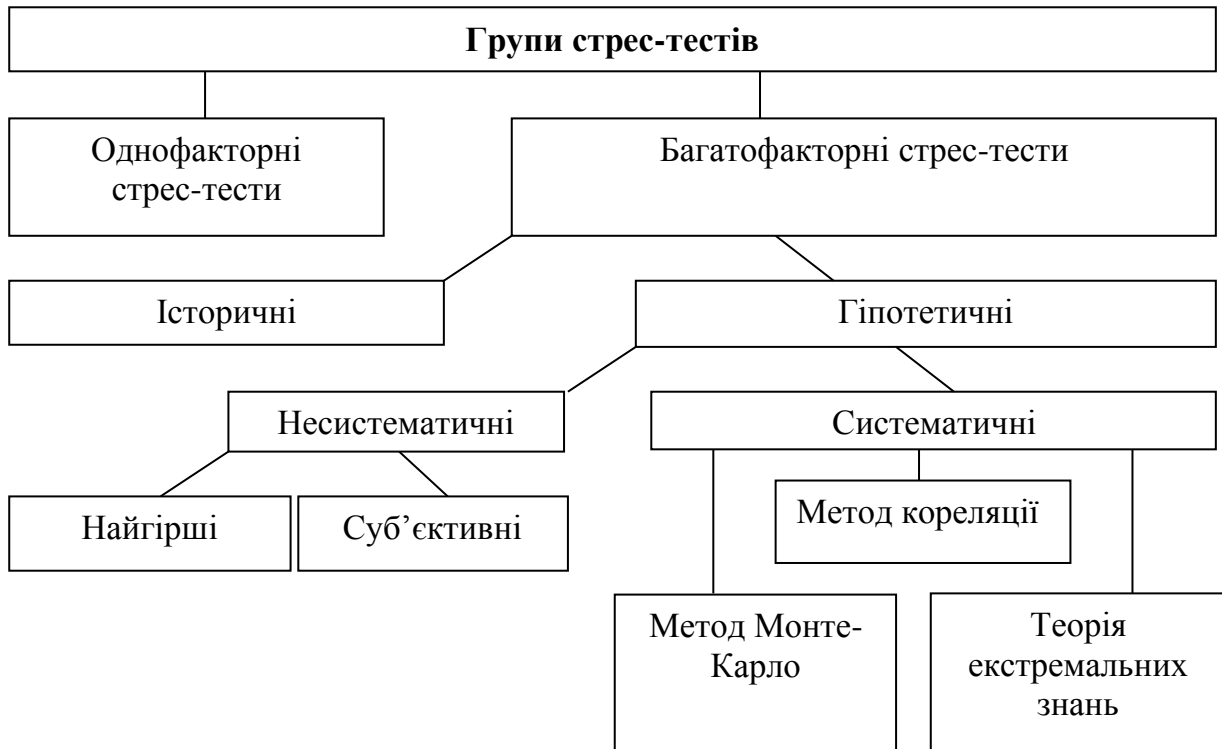 Групи стрес-тестів
Однофакторні
стрес-тести
Багатофакторні стрес-тести
Історичні
Гіпотетичні
Несистематичні
Систематичні
Найгірші
Суб’єктивні
Метод кореляції
Метод Монте-
Карло
Теорія
екстремальних
знань